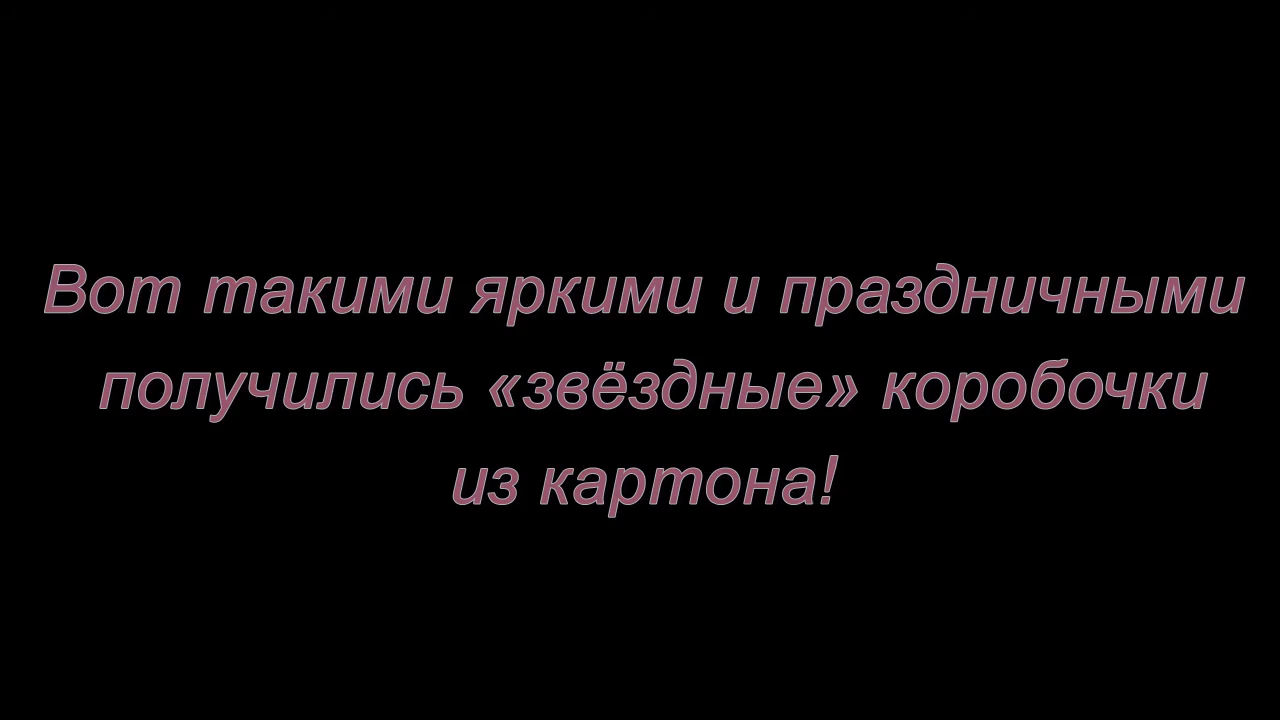 Вот такими яркими и праздничными
получились «звёздные» коробочки
из картона!